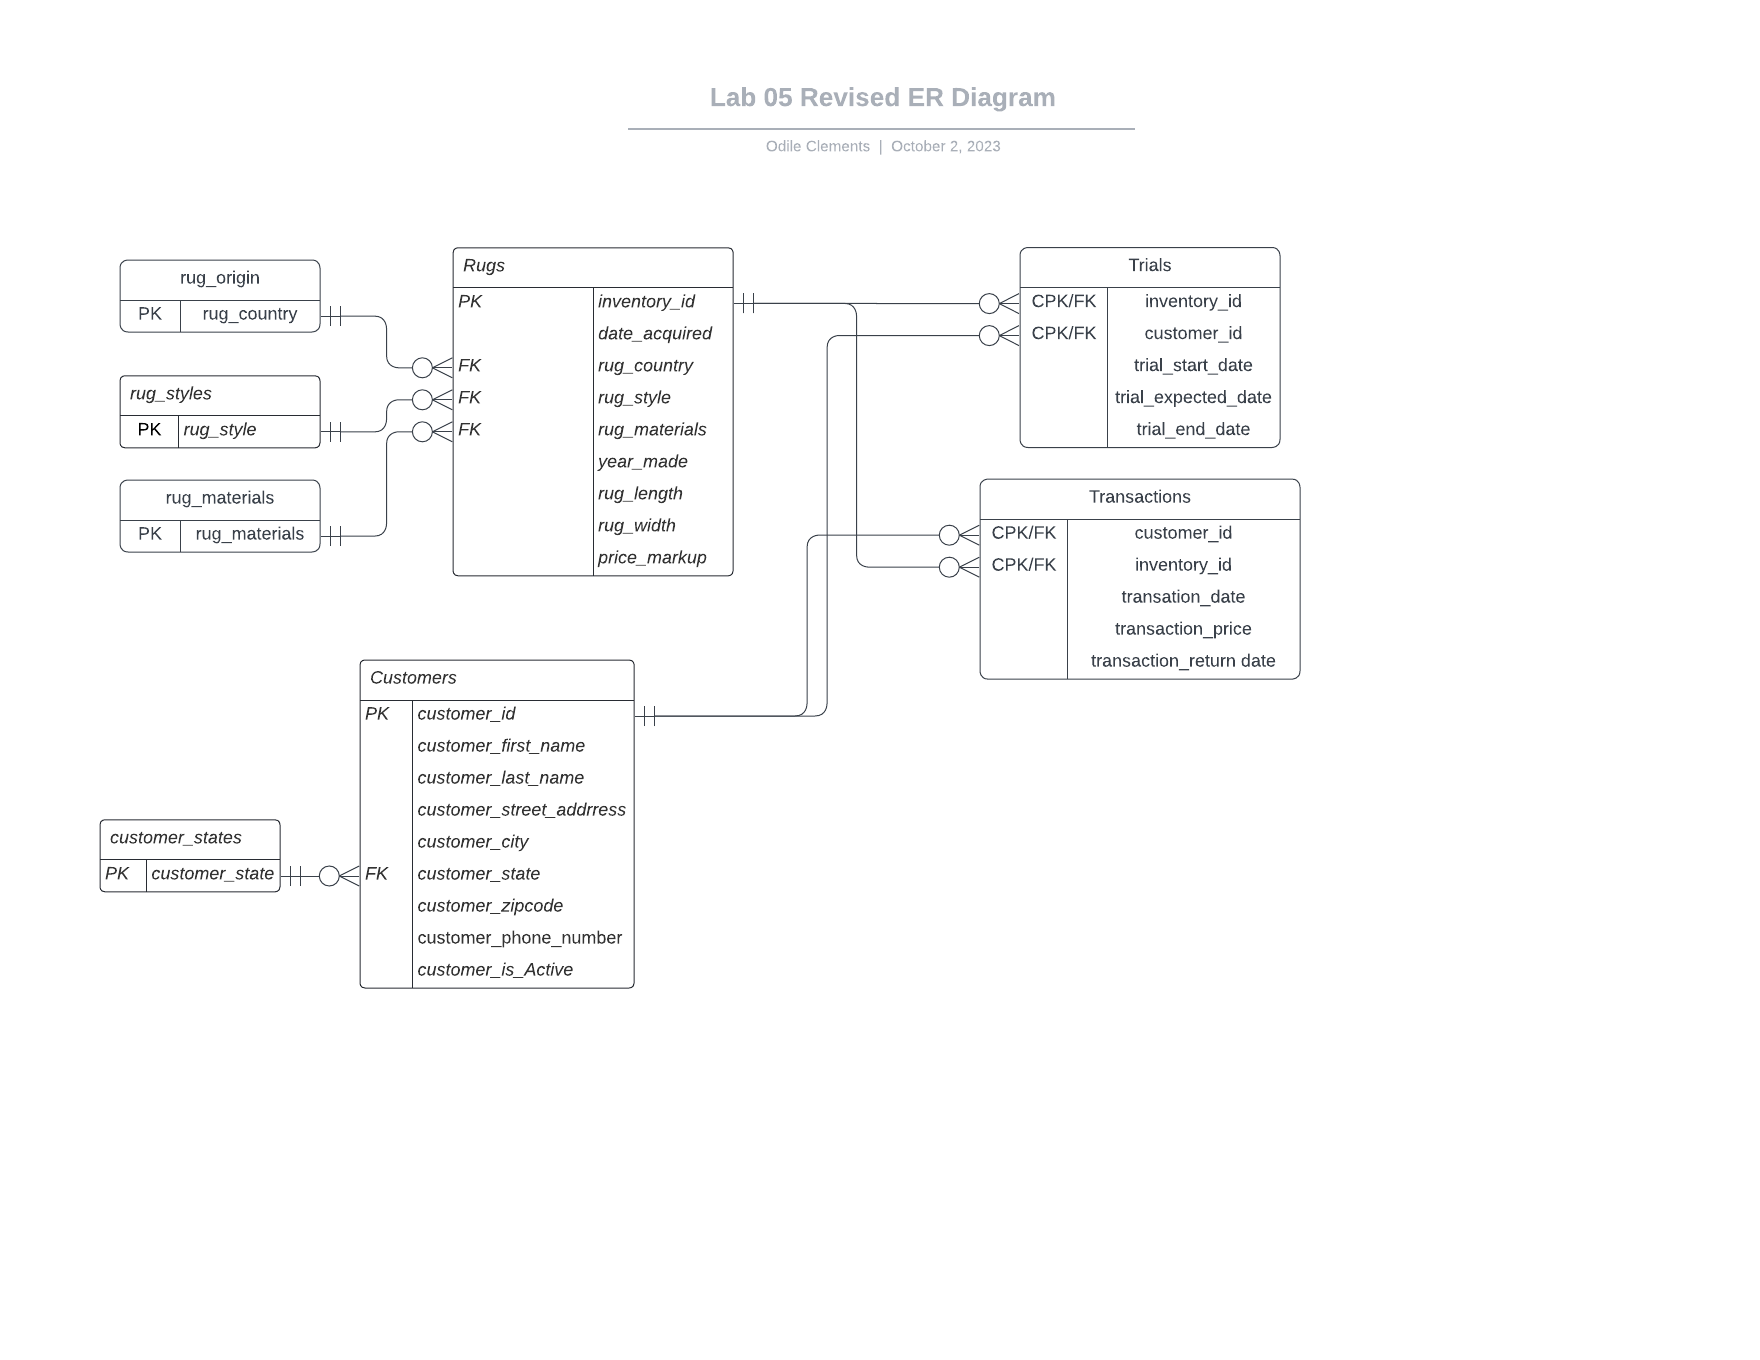 Lab 05 Revised ER Diagram
Odile Clements | October 2, 2023
rug_origin
PK rug_country
rug_styles
PK rug_style
rug_materials
PK rug_materials
Rugs
PK inventory_id
date_acquired
FK rug_country
FK rug_style
FK rug_materials
year_made
rug_length
rug_width
price_markup
Trials
CPK/FK inventory_id
CPK/FK customer_id
trial_start_date
trial_expected_date
trial_end_date
Transactions
CPK/FK customer_id
CPK/FK inventory_id
transation_date
transaction_price
transaction_return date
Customers
PK customer_id
customer_first_name
customer_last_name
customer_street_addrress
customer_city
FK customer_state
customer_zipcode
customer_phone_number
customer_is_Active
customer_states
PK customer_state